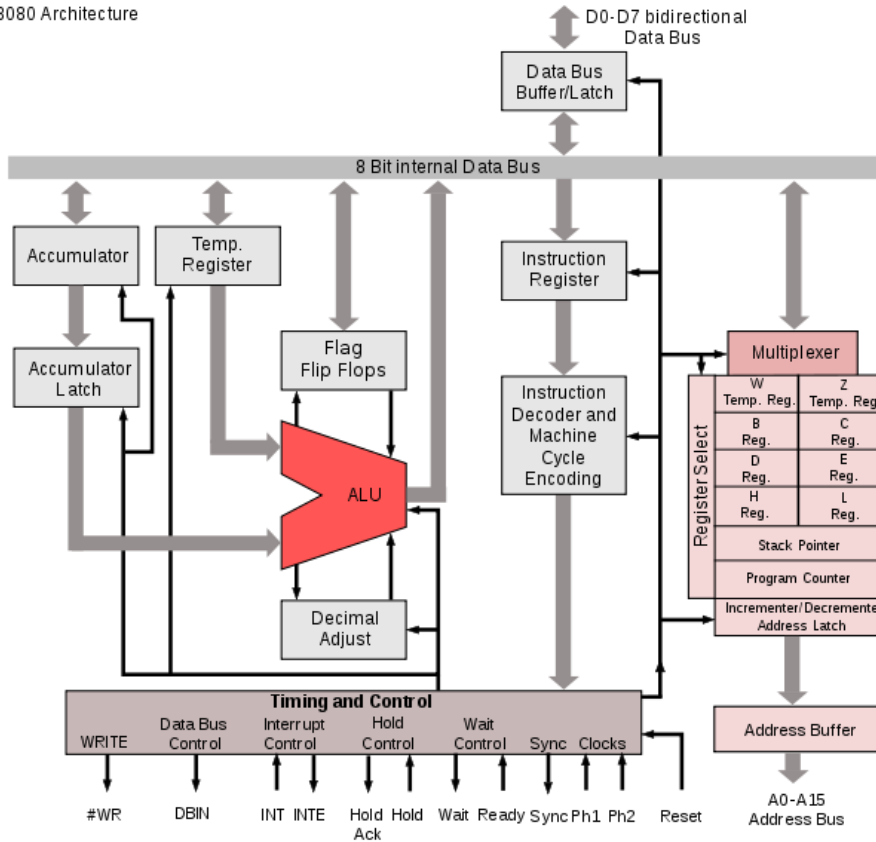 8080 Architecture
D0-D7 bidirectional
Data Bus
Data Bus
Buffer/Latch
8 Bit internal Data Bus
Accumulator
Temp.
Register
Instruction
Register
Accumulator
Latch
Flag
Flip Flops
Instruction
Decoder and
Machine
Cycle
Encoding
Multiplexer
Register Select
W
Temp. Reg.
Z
Temp. Reg
B
Reg.
C
Reg.
D
Reg.
E
Reg.
H
Reg.
L
Reg.
Stack Pointer
Program Counter
Incrementer/Decremente
Address Latch
ALU
Decimal
Adjust
Timing and Control
WRITE
Data Bus
Control
Interrupt
Control
Hold
Control
Wait
Control
Sync
Clocks
Address Buffer
#WR
DBIN
INT
INTE
Hold
Ack
Hold
Wait
Ready
Sync
Ph1
Ph2
Reset
A0-A15
Address Bus